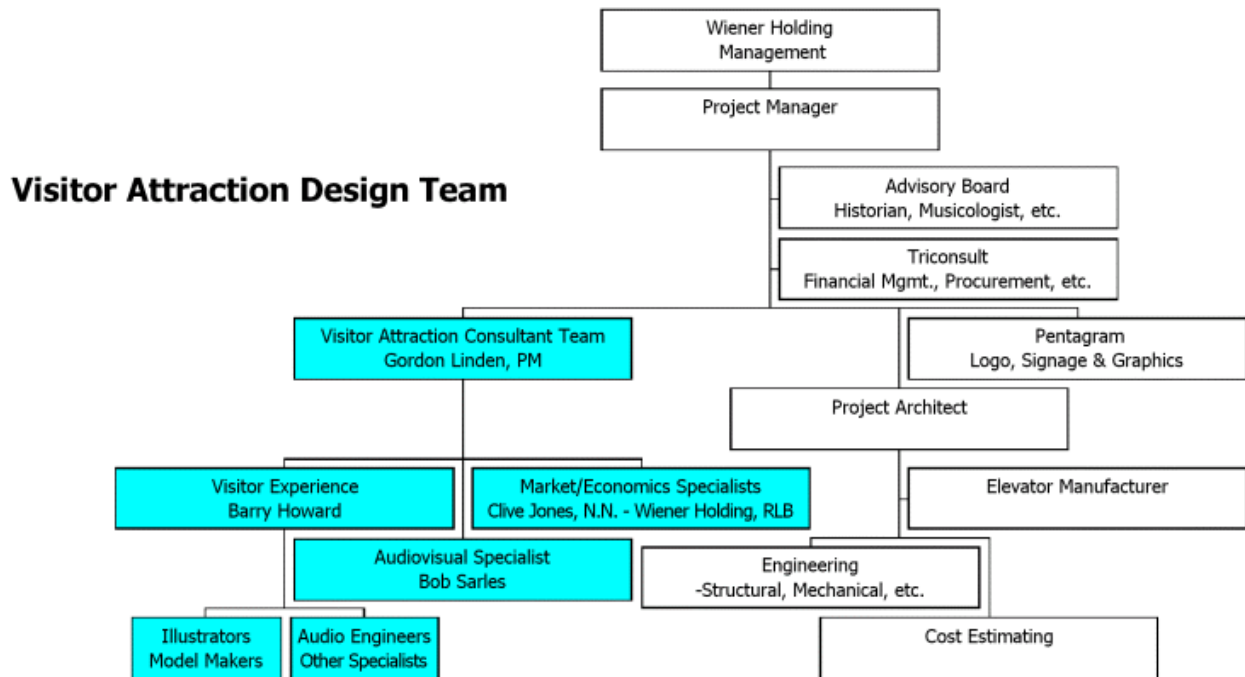 Wiener Holding
Management
Project Manager
Visitor Attraction Design Team
Advisory Board
Historian, Musicologist, etc.
Triconsult
Financial Mgmt., Procurement, etc.
Visitor Attraction Consultant Team
Gordon Linden, PM
Pentagram
Logo, Signage & Graphics
Project Architect
Visitor Experience
Barry Howard
Market/Economics Specialists
Clive Jones, N.N. - Wiener Holding, RLB
Elevator Manufacturer
Audiovisual Specialist
Bob Sarles
Engineering
-Structural, Mechanical, etc.
Illustrators
Model Makers
Audio Engineers
Other Specialists
Cost Estimating